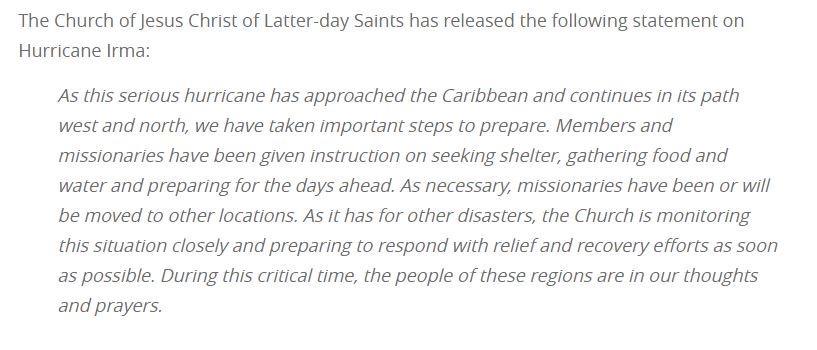 The Church of Jesus Christ of Latter-day Saints has released the following statement on
Hurricane Irma:
As this serious hurricane has approached the Caribbean and continues in its path
west and north, we have taken important steps to prepare. Members and
missionaries have been given instruction on seeking shelter, gathering food and
water and preparing for the days ahead. As necessary, missionaries have been or will
be moved to other locations. As it has for other disasters, the Church is monitoring
this situation closely and preparing to respond with relief and recovery efforts as soon
as possible. During this critical time, the people of these regions are in our thoughts
and prayers.